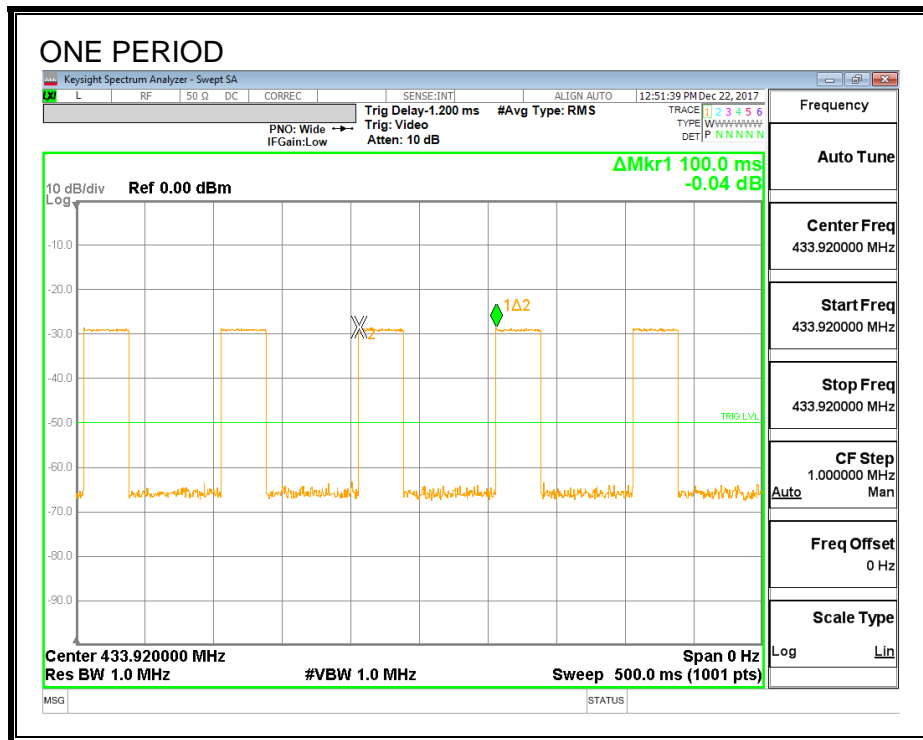 ONE PERIOD
Keysight Spectrum Analyzer - Swept SA
LXI L RF 50 Ω DC CORREC SENSE:INT ALIGN AUTO 12:51:39 PM Dec 22, 2017
Trig Delay-1.200 ms #Avg Type: RMS TRACE 1 2 3 4 5 6
PNO: Wide Trig: Video TYPE WWWWWW
IFGain:Low Atten: 10 dB DET P N N N N N
ΔMkr1 100.0 ms
-0.04 dB
10 dB/div Ref 0.00 dBm
Log
-10.0
-20.0
1Δ2
-30.0
2
-40.0
-50.0
TRIG LVL
-60.0
-70.0
-80.0
-90.0
Center 433.920000 MHz Span 0 Hz
Res BW 1.0 MHz #VBW 1.0 MHz Sweep 500.0 ms (1001 pts)
MSG STATUS
Frequency
Auto Tune
Center Freq
433.920000 MHz
Start Freq
433.920000 MHz
Stop Freq
433.920000 MHz
CF Step
1.000000 MHz
Auto Man
Freq Offset
0 Hz
Scale Type
Log Lin